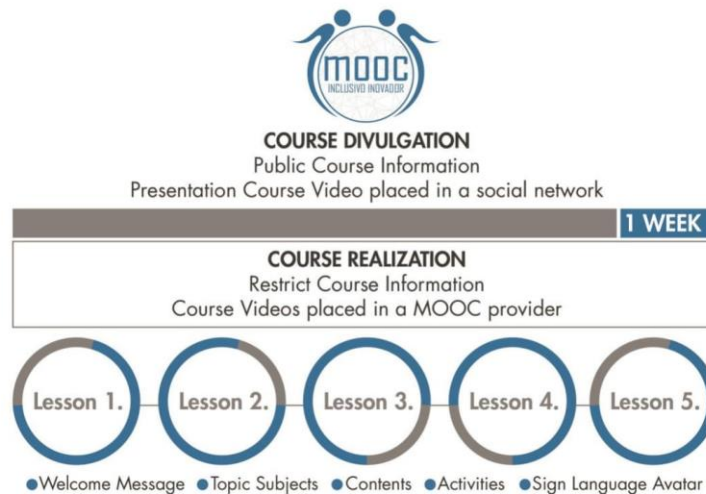 MOOC
INCLUSIVO INOVADOR
COURSE DIVULGATION
Public Course Information
Presentation Course Video placed in a social network
1 WEEK
COURSE REALIZATION
Restrict Course Information
Course Videos placed in a MOOC provider
Lesson 1. Lesson 2. Lesson 3. Lesson 4. Lesson 5.
●Welcome Message ●Topic Subjects ●Contents ●Activities ●Sign Language Avatar